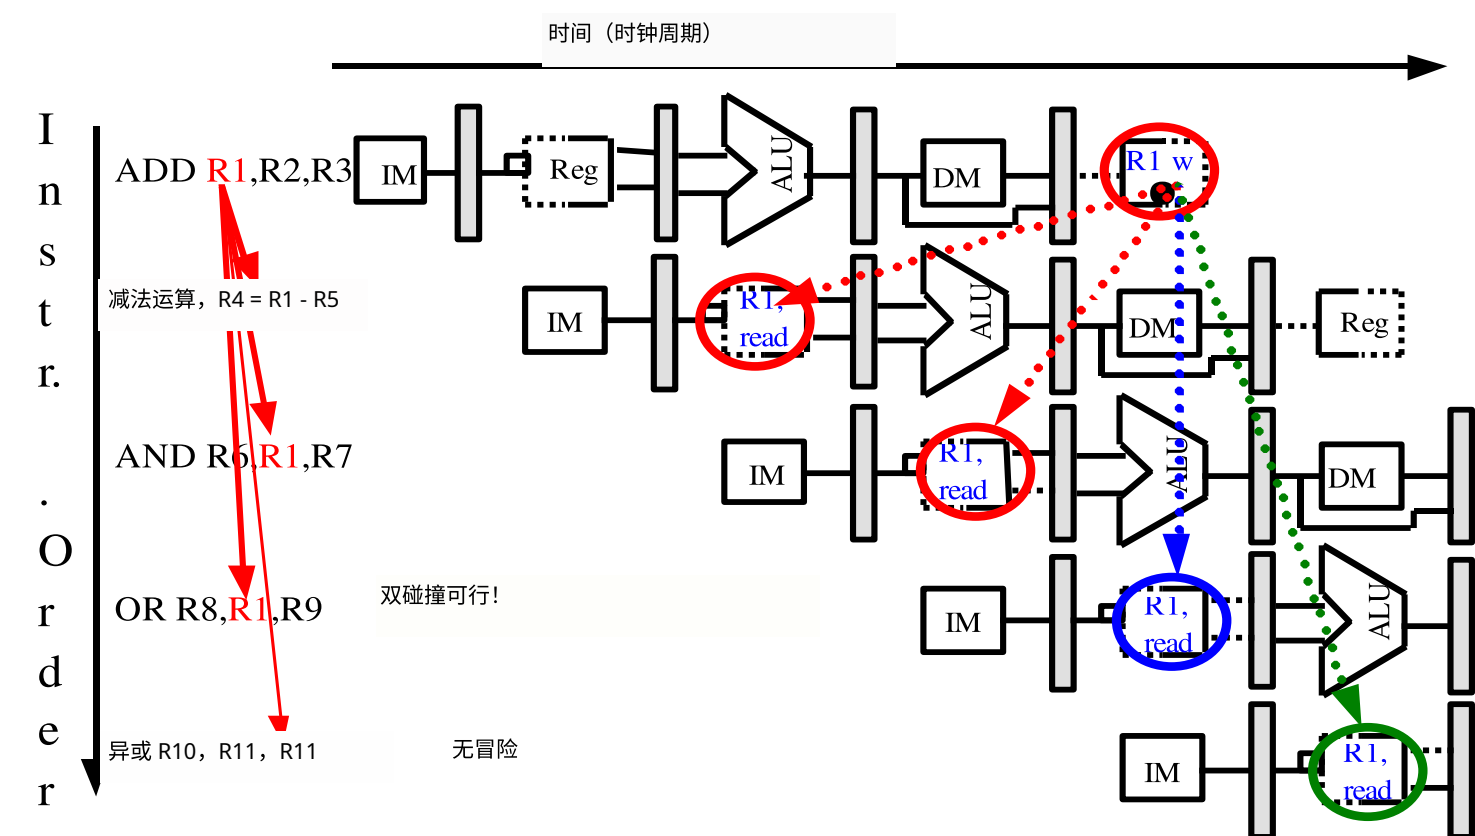 时间（时钟周期）
Instr. Order
ADD R1,R2,R3
IM
Reg
ALU
DM
R1 w
减法运算，R4 = R1 - R5
IM
R1,
read
ALU
DM
Reg
AND R6,R1,R7
IM
R1,
read
ALU
DM
OR R8,R1,R9
双碰撞可行！
IM
R1,
read
ALU
异或 R10，R11，R11
无冒险
IM
R1,
read